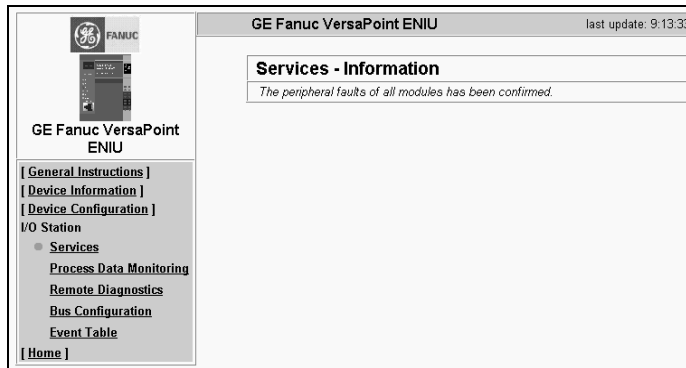 FANUC
GE Fanuc VersaPoint ENIU
last update: 9:13:33
Services - Information
The peripheral faults of all modules has been confirmed.
GE Fanuc VersaPoint
ENIU
[ General Instructions ]
[ Device Information ]
[ Device Configuration ]
I/O Station
Services
Process Data Monitoring
Remote Diagnostics
Bus Configuration
Event Table
[ Home ]